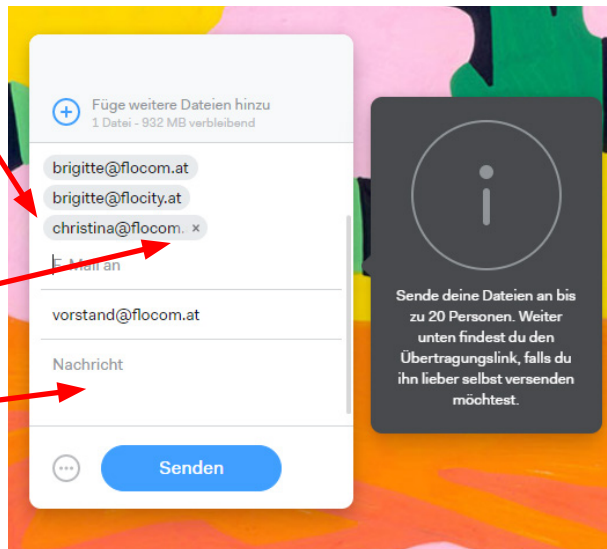 Füge weitere Dateien hinzu
1 Datei - 932 MB verbleibend
brigitte@flocom.at
brigitte@flocity.at
christina@flocom. ×
E-Mail an
vorstand@flocom.at
Nachricht
Senden
i
Sende deine Dateien an bis
zu 20 Personen. Weiter
unten findest du den
Übertragungslink, falls du
ihn lieber selbst versenden
möchtest.